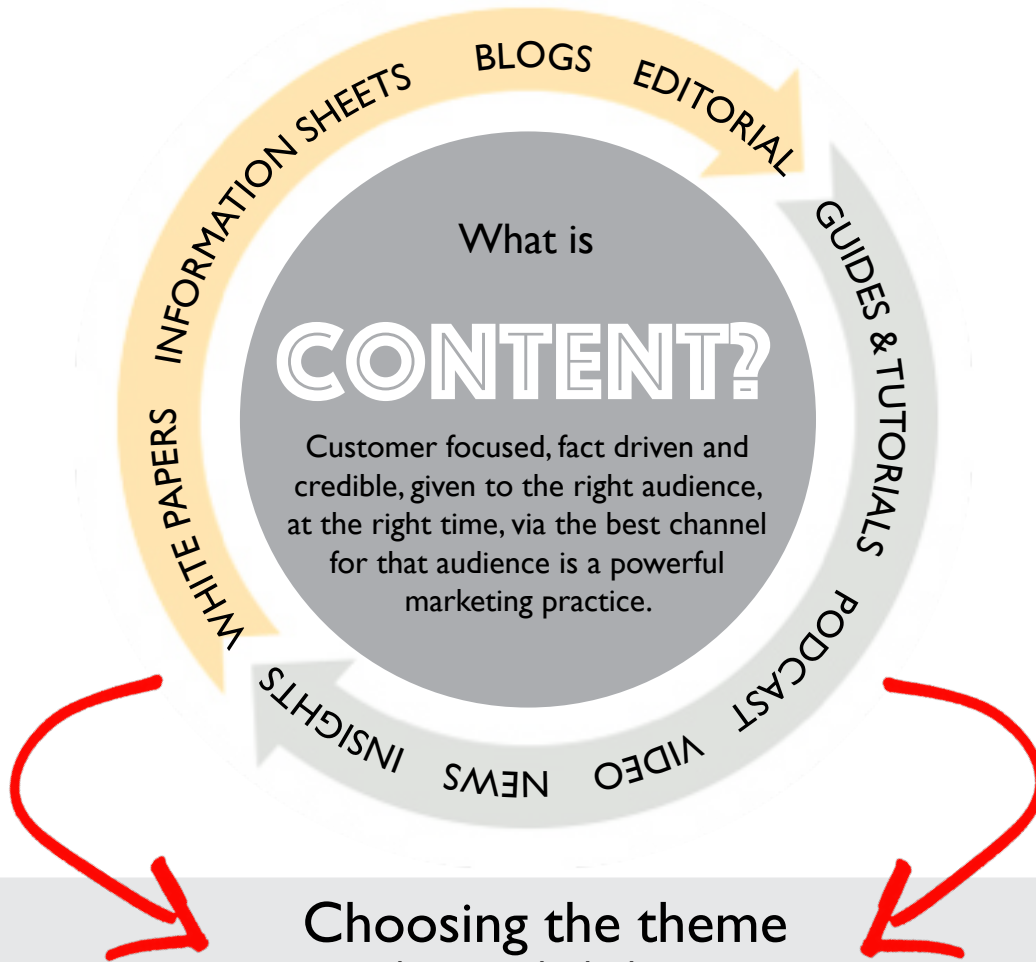 WHITE PAPERS
INFORMATION SHEETS
BLOGS
EDITORIAL
GUIDES & TUTORIALS
PODCAST
VIDEO
NEWS
INSIGHTS
What is
CONTENT?
Customer focused, fact driven and
credible, given to the right audience,
at the right time, via the best channel
for that audience is a powerful
marketing practice.
Choosing the theme